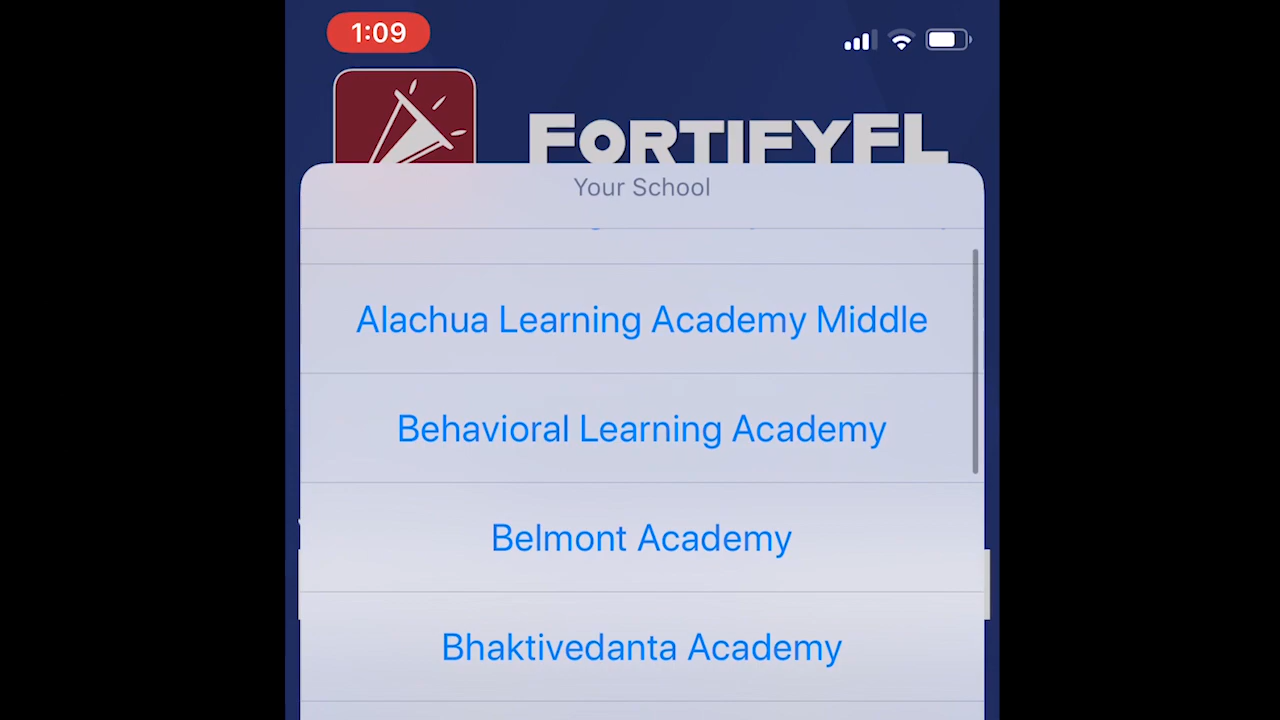 1:09
FORTIFYFL
Your School
Alachua Learning Academy Middle
Behavioral Learning Academy
Belmont Academy
Bhaktivedanta Academy